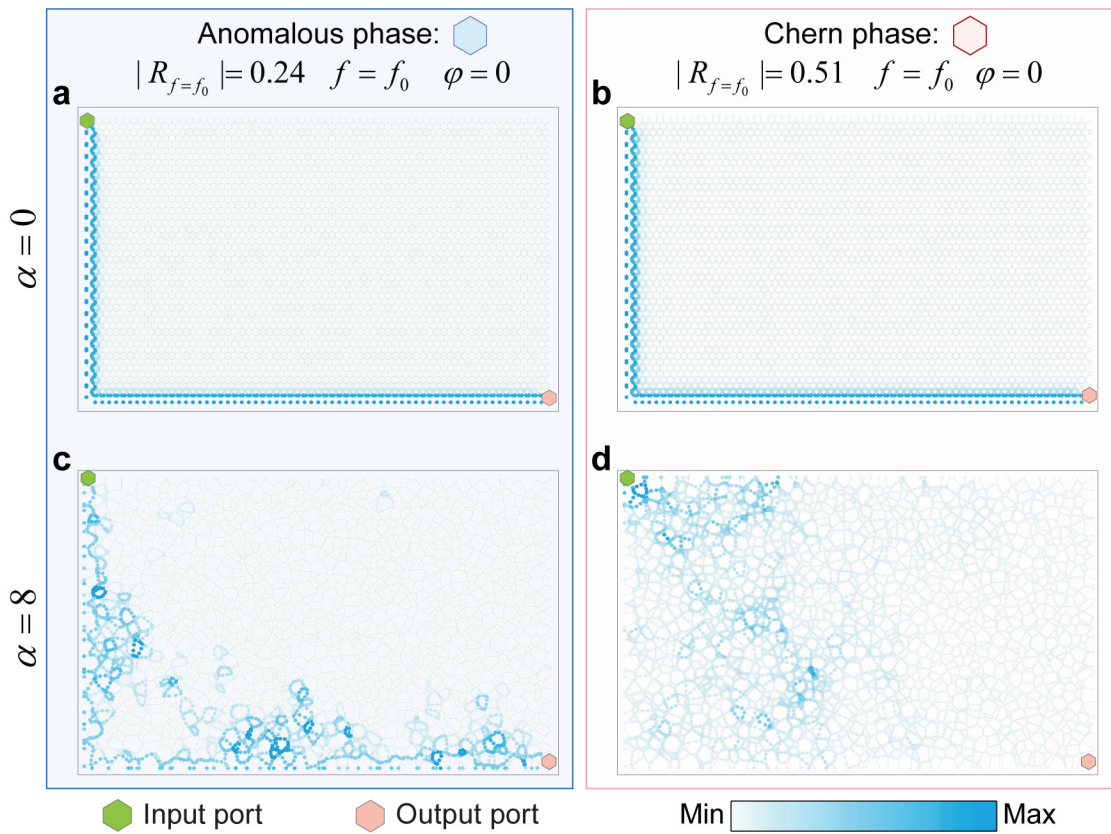 Anomalous phase:
| R_{f=f_0} |= 0.24 f = f_0 φ = 0
Chern phase:
| R_{f=f_0} |= 0.51 f = f_0 φ = 0
a
b
α = 0
c
d
α = 8
Input port
Output port
Min
Max